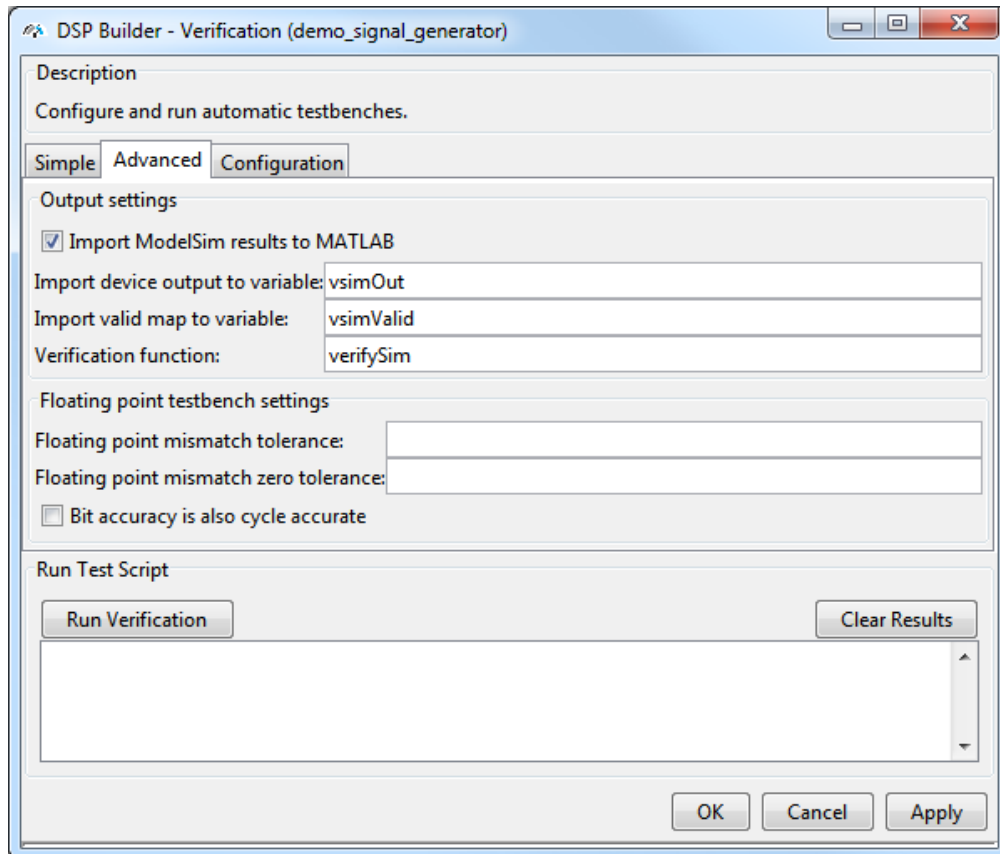 DSP Builder - Verification (demo_signal_generator)
Description
Configure and run automatic testbenches.
Simple Advanced Configuration
Output settings
Import ModelSim results to MATLAB
Import device output to variable: vsimOut
Import valid map to variable: vsimValid
Verification function: verifySim
Floating point testbench settings
Floating point mismatch tolerance:
Floating point mismatch zero tolerance:
Bit accuracy is also cycle accurate
Run Test Script
Run Verification Clear Results
OK Cancel Apply